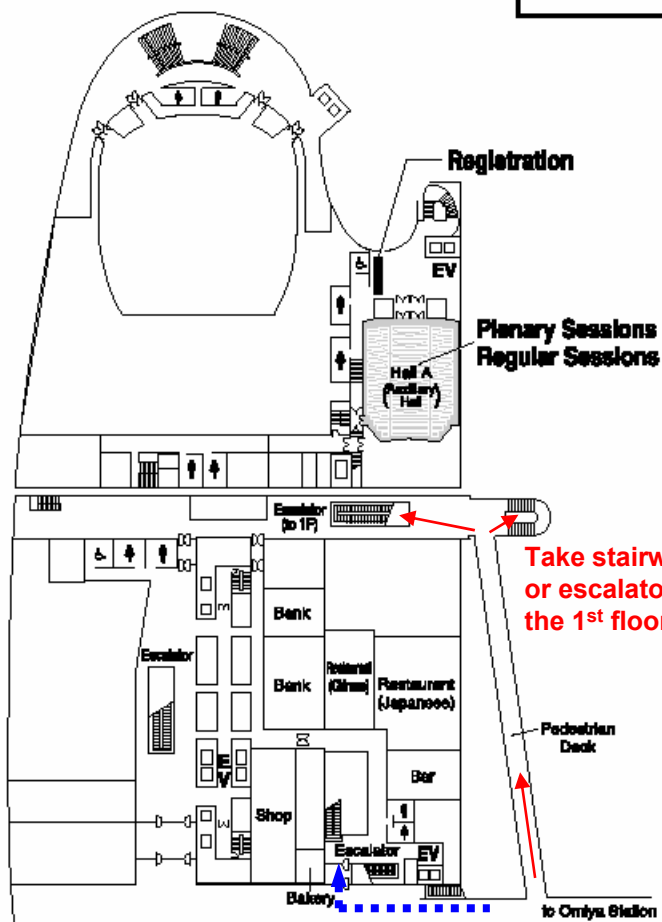 Registration
EV
Plenary Sessions
Regular Sessions
Hall A
(Auxiliary)
Hall
Escalator
(to 1F)
Take stairw
or escalato
the 1st floor
Bank
Escalator
Bank
Restaurant
(Chinese)
Restaurant
(Japanese)
Pedestrian
Deck
EV
Bar
Shop
Escalator
EV
Bakery
to Omiya Station